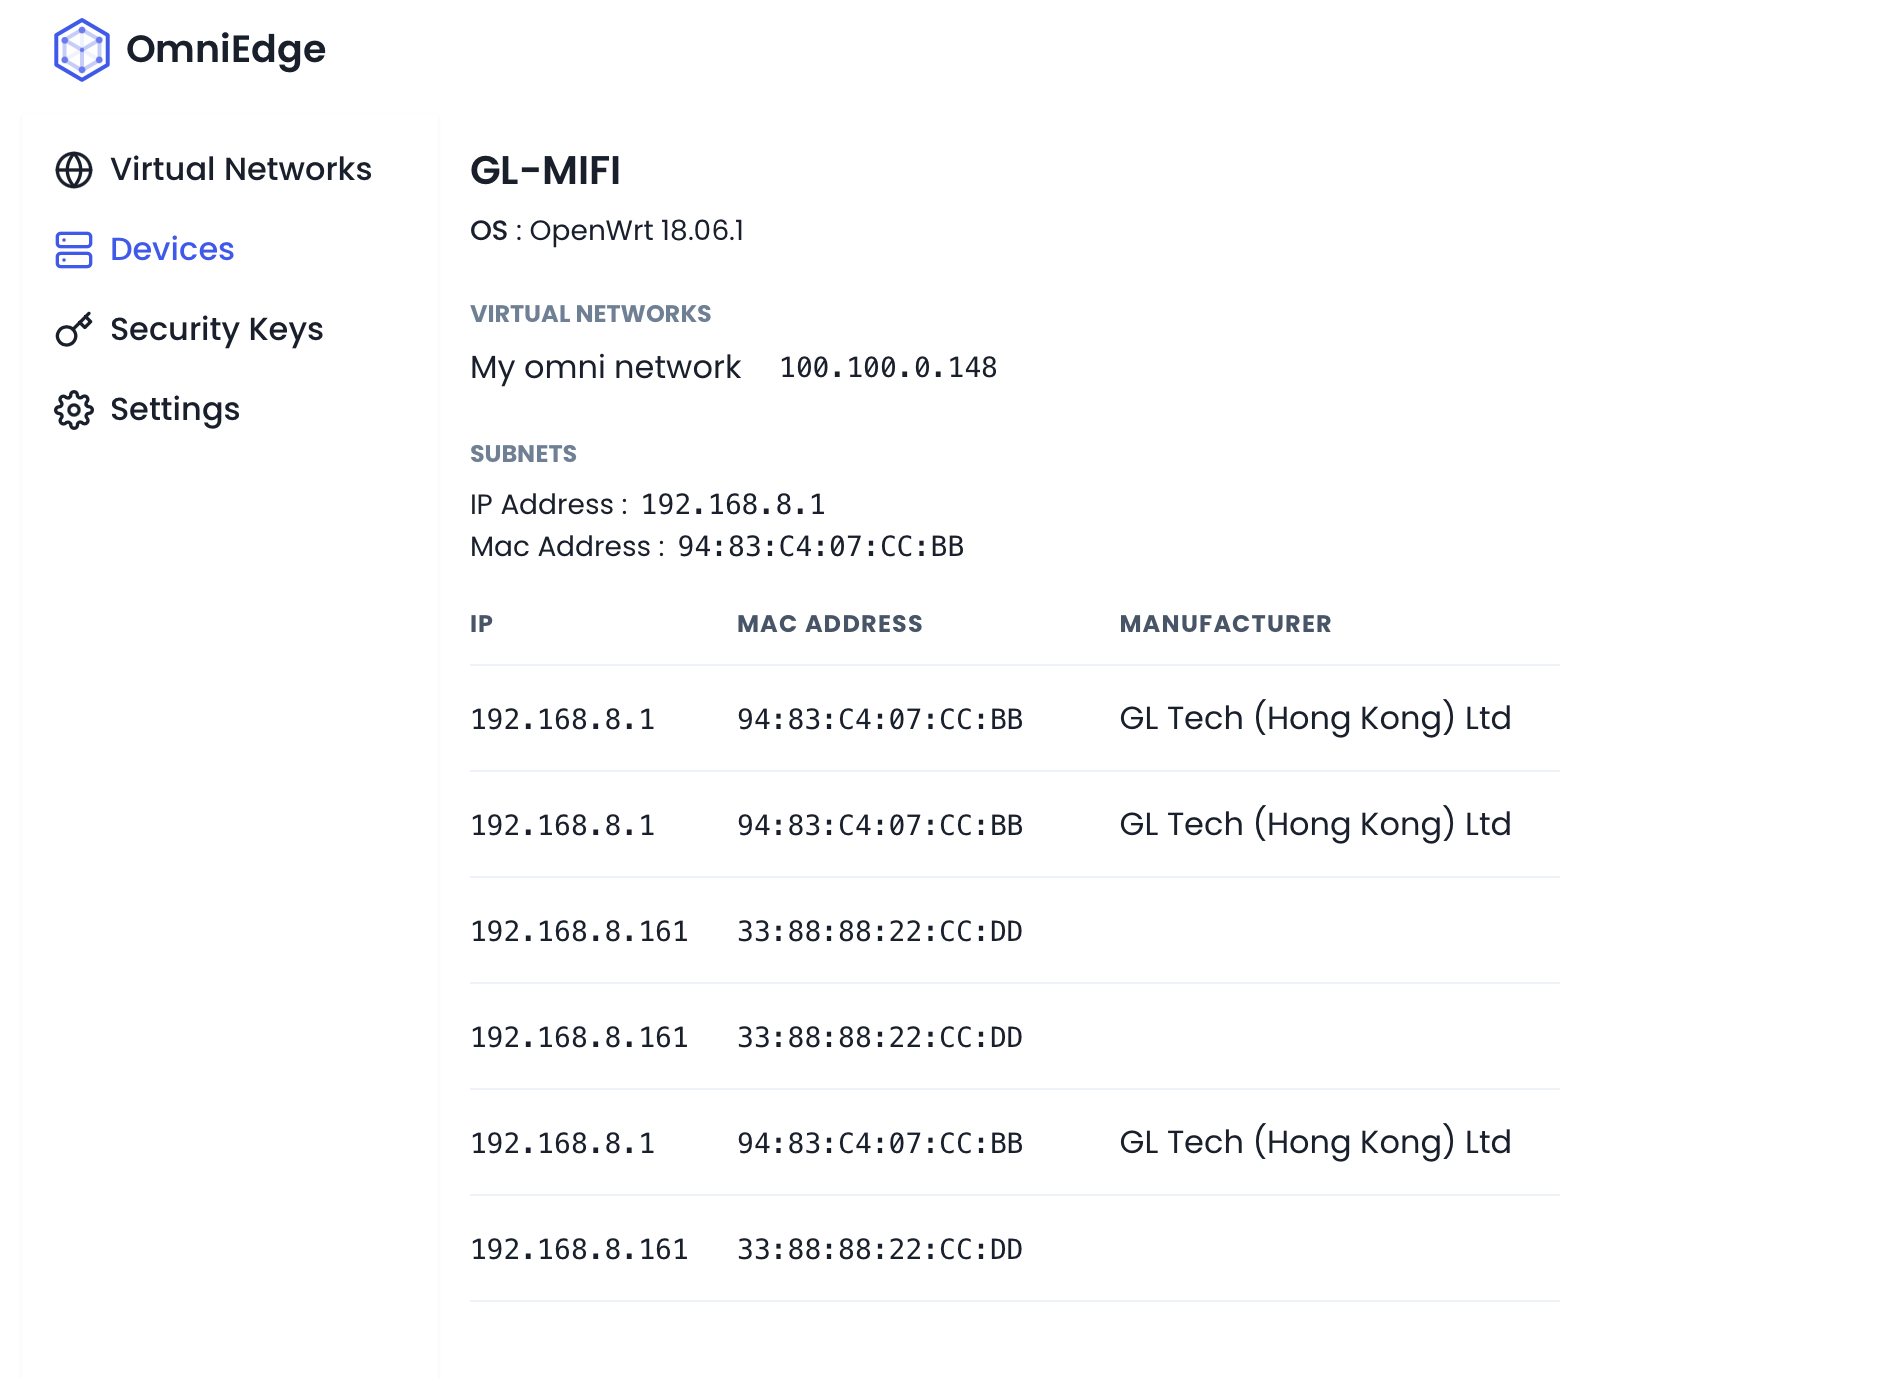 OmniEdge
Virtual Networks
Devices
Security Keys
Settings
GL-MIFI
OS : OpenWrt 18.06.1
VIRTUAL NETWORKS
My omni network 100.100.0.148
SUBNETS
IP Address : 192.168.8.1
Mac Address : 94:83:C4:07:CC:BB
IP MAC ADDRESS MANUFACTURER
192.168.8.1 94:83:C4:07:CC:BB GL Tech (Hong Kong) Ltd
192.168.8.1 94:83:C4:07:CC:BB GL Tech (Hong Kong) Ltd
192.168.8.161 33:88:88:22:CC:DD
192.168.8.161 33:88:88:22:CC:DD
192.168.8.1 94:83:C4:07:CC:BB GL Tech (Hong Kong) Ltd
192.168.8.161 33:88:88:22:CC:DD